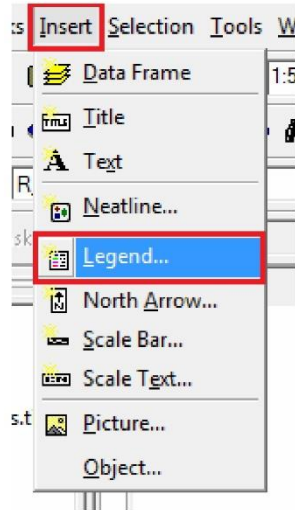 Insert Selection Tools
Data Frame
1:5
Title
Text
R
Neatline...
sk
Legend...
North Arrow...
Scale Bar...
Scale Text...
s.t
Picture...
Object...